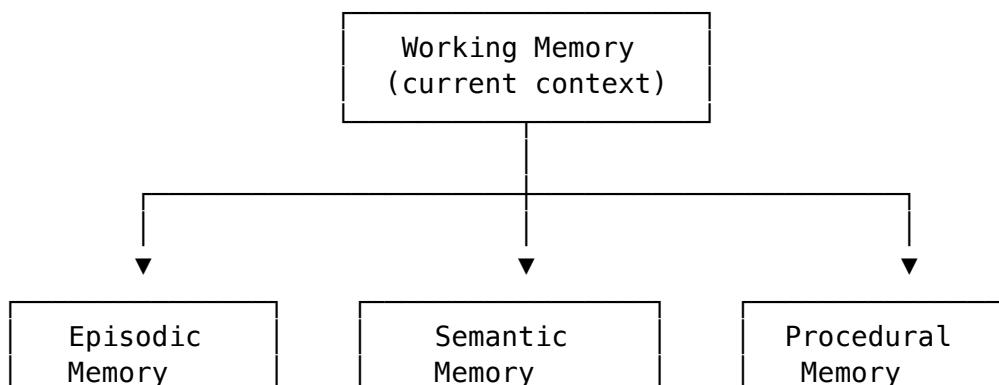 Working Memory
(current context)
Episodic
Memory
Semantic
Memory
Procedural
Memory